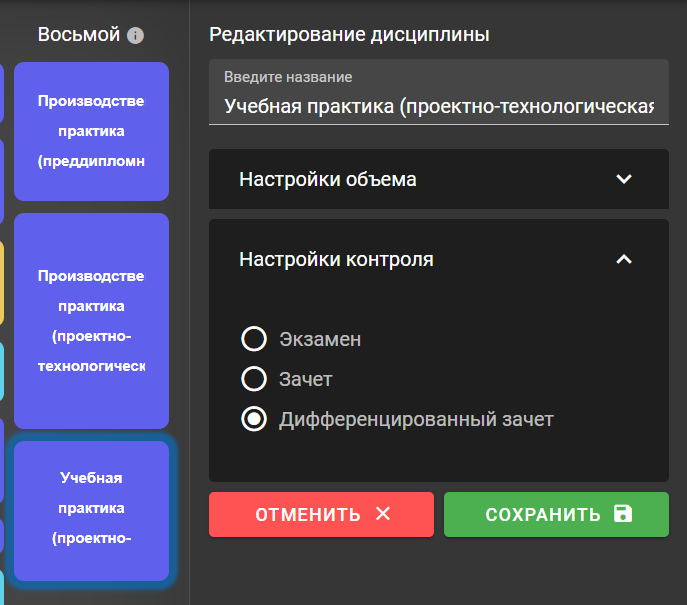 Восьмой
Производстве
практика
(преддипломн
Производстве
практика
(проектно-
технологическ
Учебная
практика
(проектно-
Редактирование дисциплины
Введите название
Учебная практика (проектно-технологическая
Настройки объема
Настройки контроля
Экзамен
Зачет
Дифференцированный зачет
ОТМЕНИТЬ
СОХРАНИТЬ